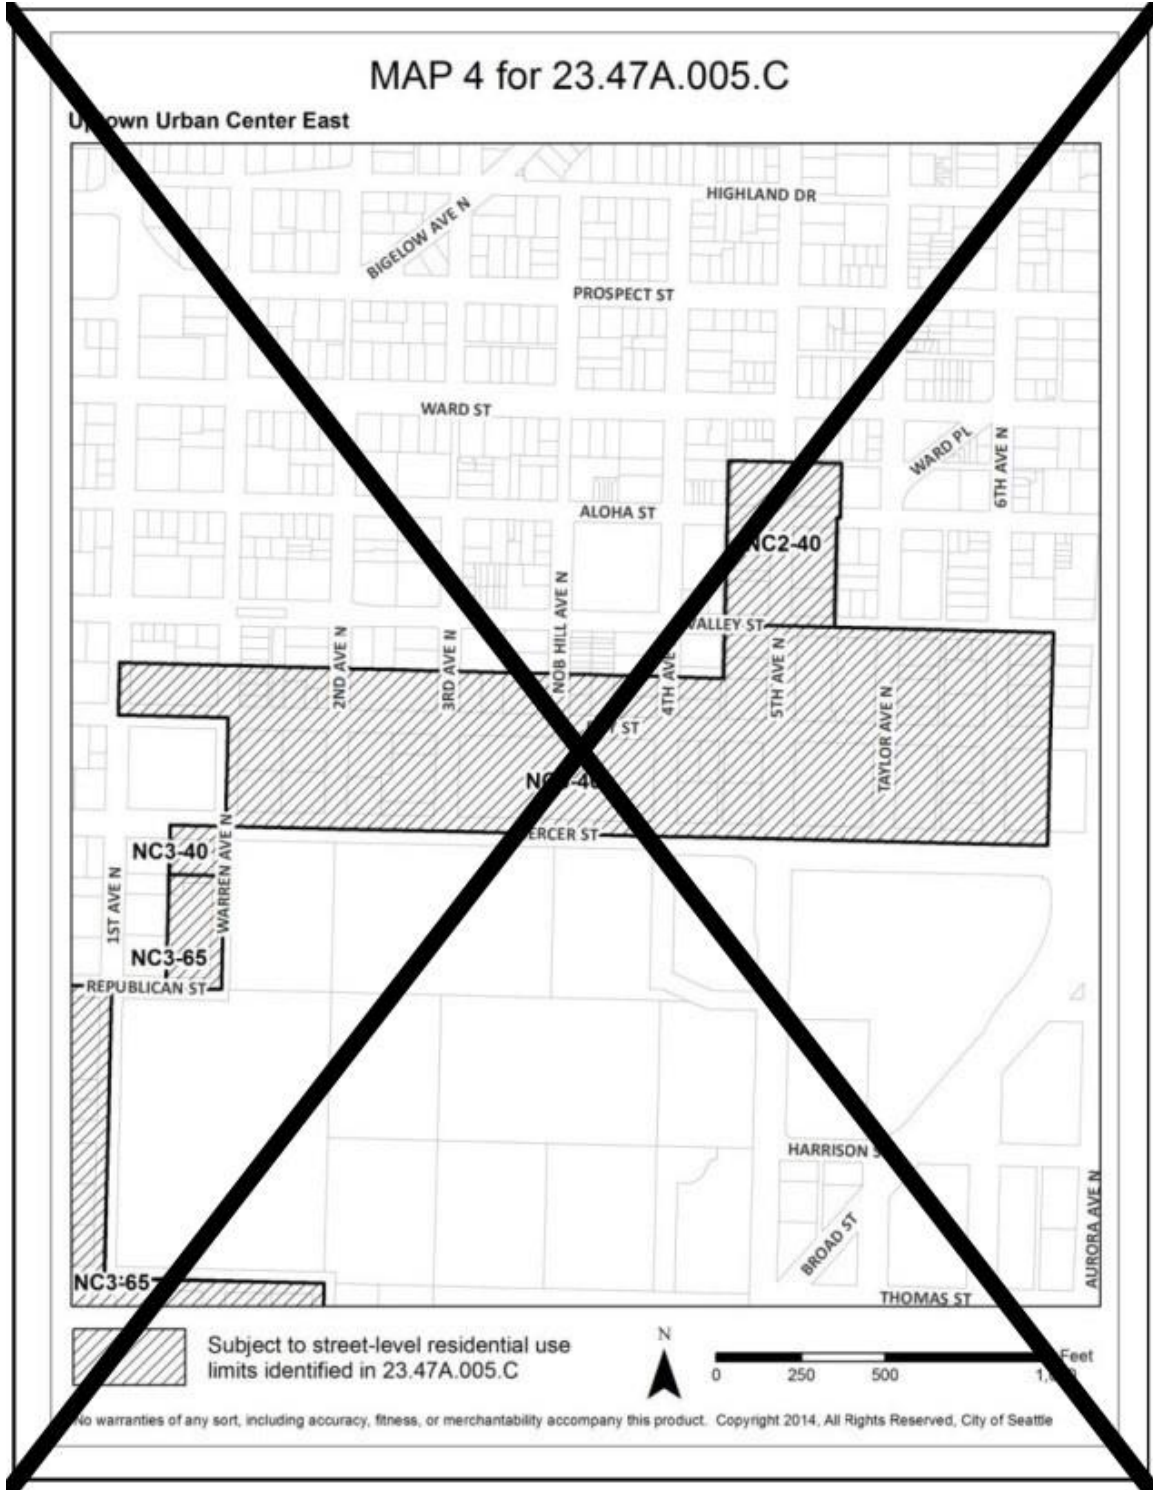 MAP 4 for 23.47A.005.C
Uptown Urban Center East
HIGHLAND DR
BIGELOW AVE N
PROSPECT ST
WARD ST
WARD PL
6TH AVE N
ALOHA ST
NC2-40
NOB HILL AVE N
VALLEY ST
2ND AVE N
3RD AVE N
4TH AVE
5TH AVE N
TAYLOR AVE N
ST
MERCER ST
NC3-40
WARREN AVE N
1ST AVE N
NC3-65
REPUBLICAN ST
HARRISON
BROAD ST
AURORA AVE N
NC3-65
THOMAS ST
Subject to street-level residential use
limits identified in 23.47A.005.C
N
Feet
0 250 500
No warranties of any sort, including accuracy, fitness, or merchantability accompany this product. Copyright 2014, All Rights Reserved, City of Seattle